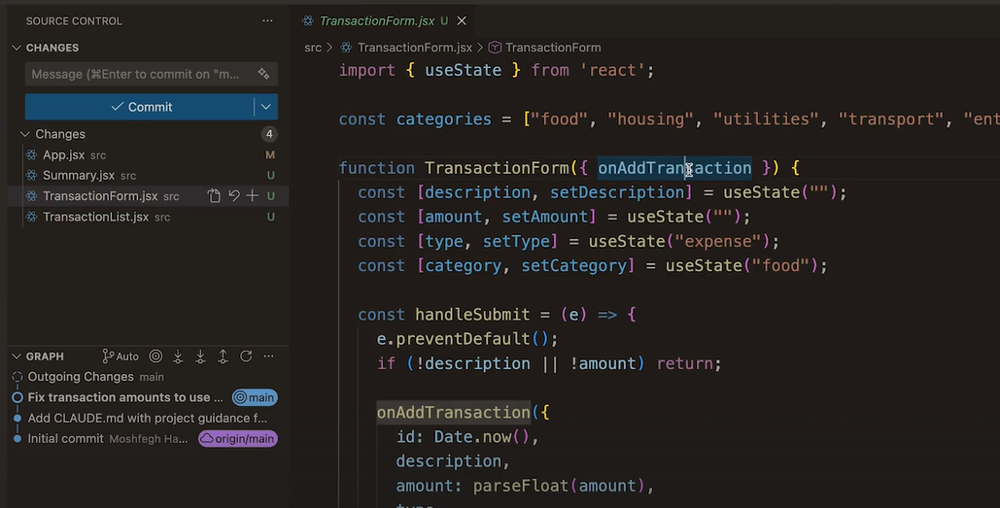 SOURCE CONTROL ...
CHANGES
Message (⌘Enter to commit on "m...
Commit
Changes 4
App.jsx src M
Summary.jsx src U
TransactionForm.jsx src U
TransactionList.jsx src U
GRAPH Auto ...
Outgoing Changes main
Fix transaction amounts to use ... main
Add CLAUDE.md with project guidance f...
Initial commit Moshfegh Ha... origin/main
TransactionForm.jsx U
src > TransactionForm.jsx > TransactionForm
import { useState } from 'react';
const categories = ["food", "housing", "utilities", "transport", "ent
function TransactionForm({ onAddTransaction }) {
const [description, setDescription] = useState("");
const [amount, setAmount] = useState("");
const [type, setType] = useState("expense");
const [category, setCategory] = useState("food");
const handleSubmit = (e) => {
e.preventDefault();
if (!description || !amount) return;
onAddTransaction({
id: Date.now(),
description,
amount: parseFloat(amount),